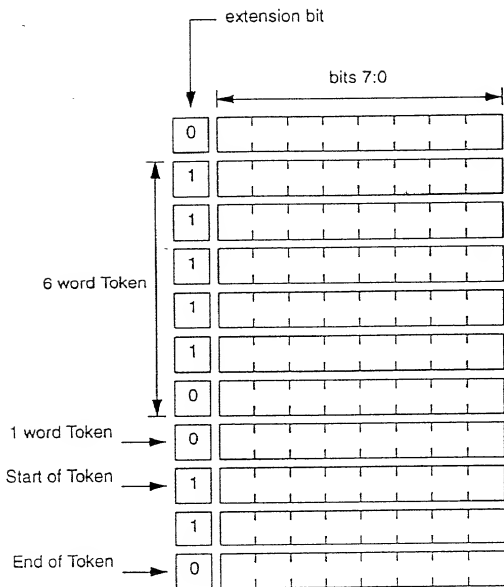 extension bit
bits 7:0
0
1
1
1
1
1
0
0
1
1
0
6 word Token
1 word Token
Start of Token
End of Token